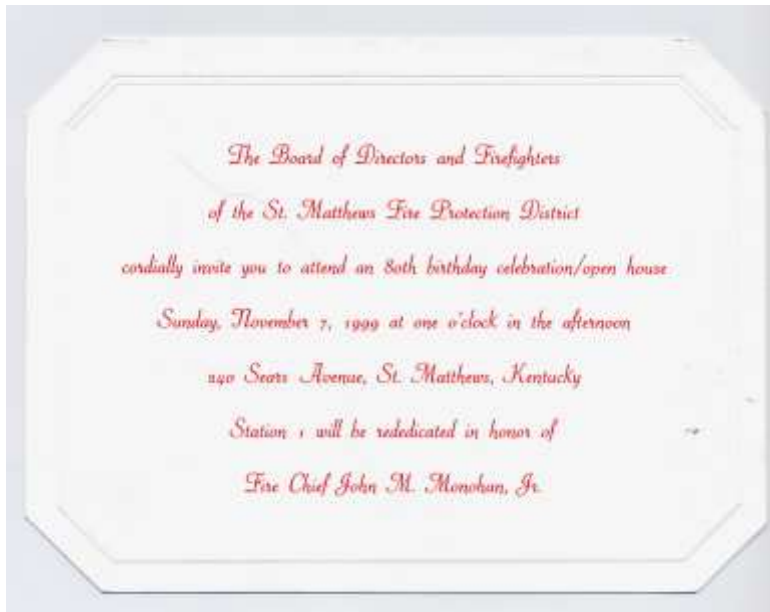 The Board of Directors and Firefighters
of the St. Matthews Fire Protection District
cordially invite you to attend an 80th birthday celebration/open house
Sunday, November 7, 1999 at one o'clock in the afternoon
240 Sears Avenue, St. Matthews, Kentucky
Station 1 will be rededicated in honor of
Fire Chief John M. Monohan, Jr.